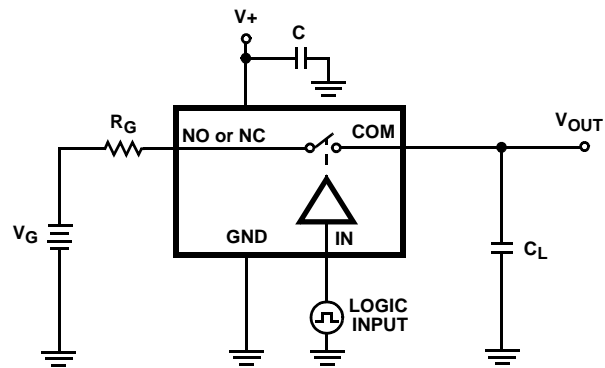 V+
C
RG
NO or NC
COM
VOUT
VG
GND
IN
CL
LOGIC
INPUT